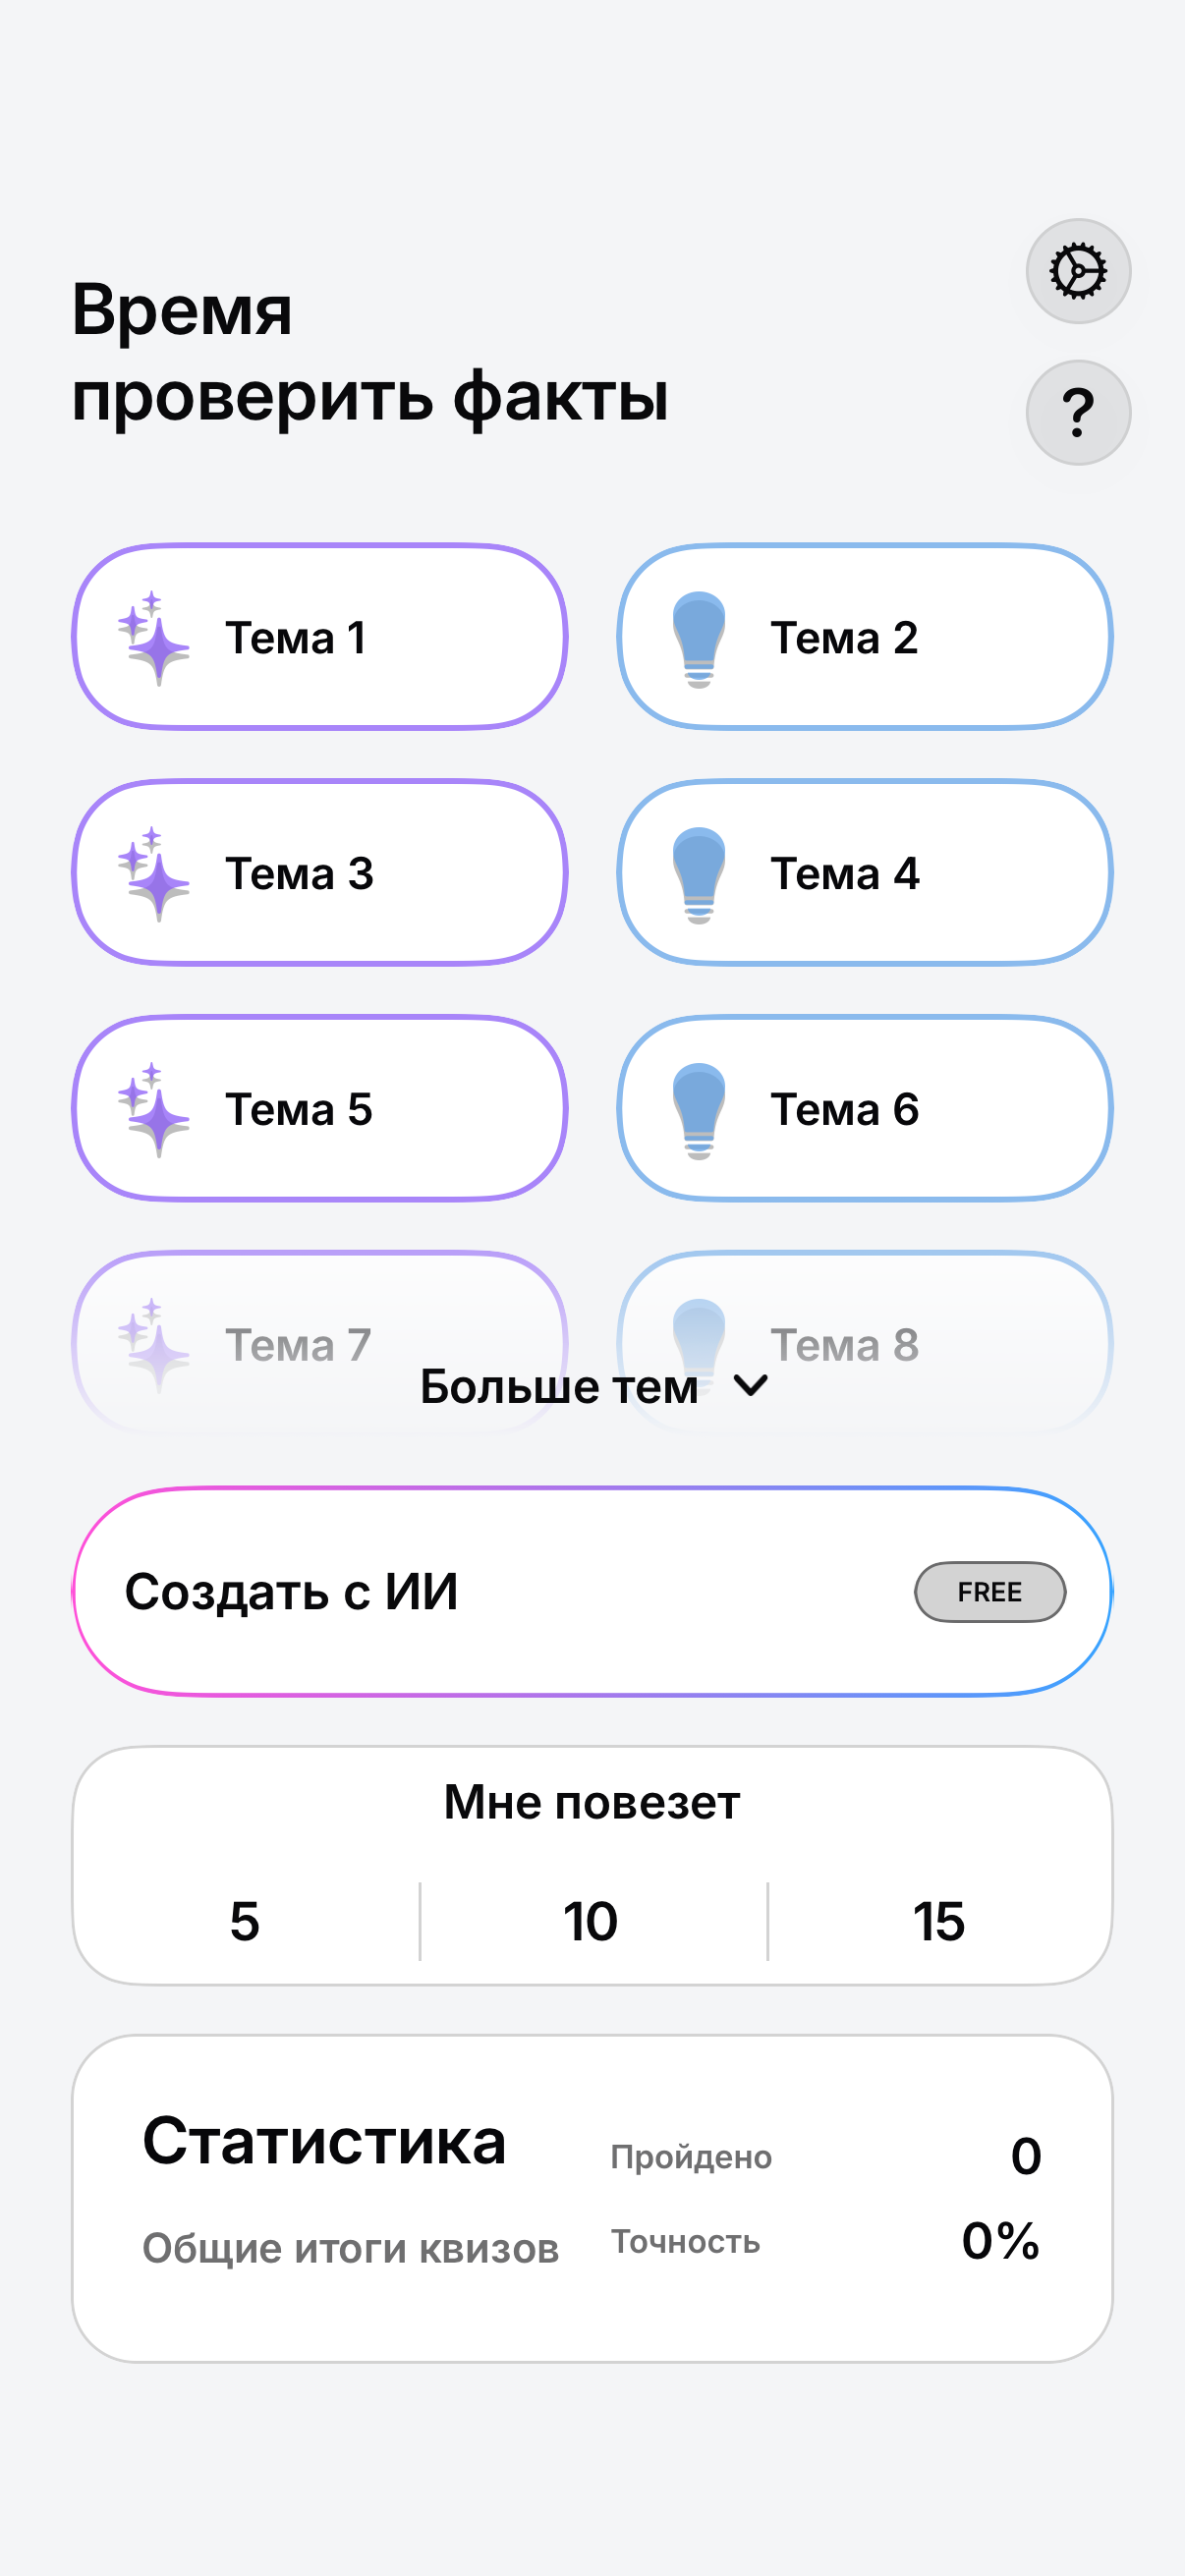 Время
проверить факты
?
Тема 1
Тема 2
Тема 3
Тема 4
Тема 5
Тема 6
Тема 7
Тема 8
Больше тем
Создать с ИИ
FREE
Мне повезет
5
10
15
Статистика
Общие итоги квизов
Пройдено
0
Точность
0%